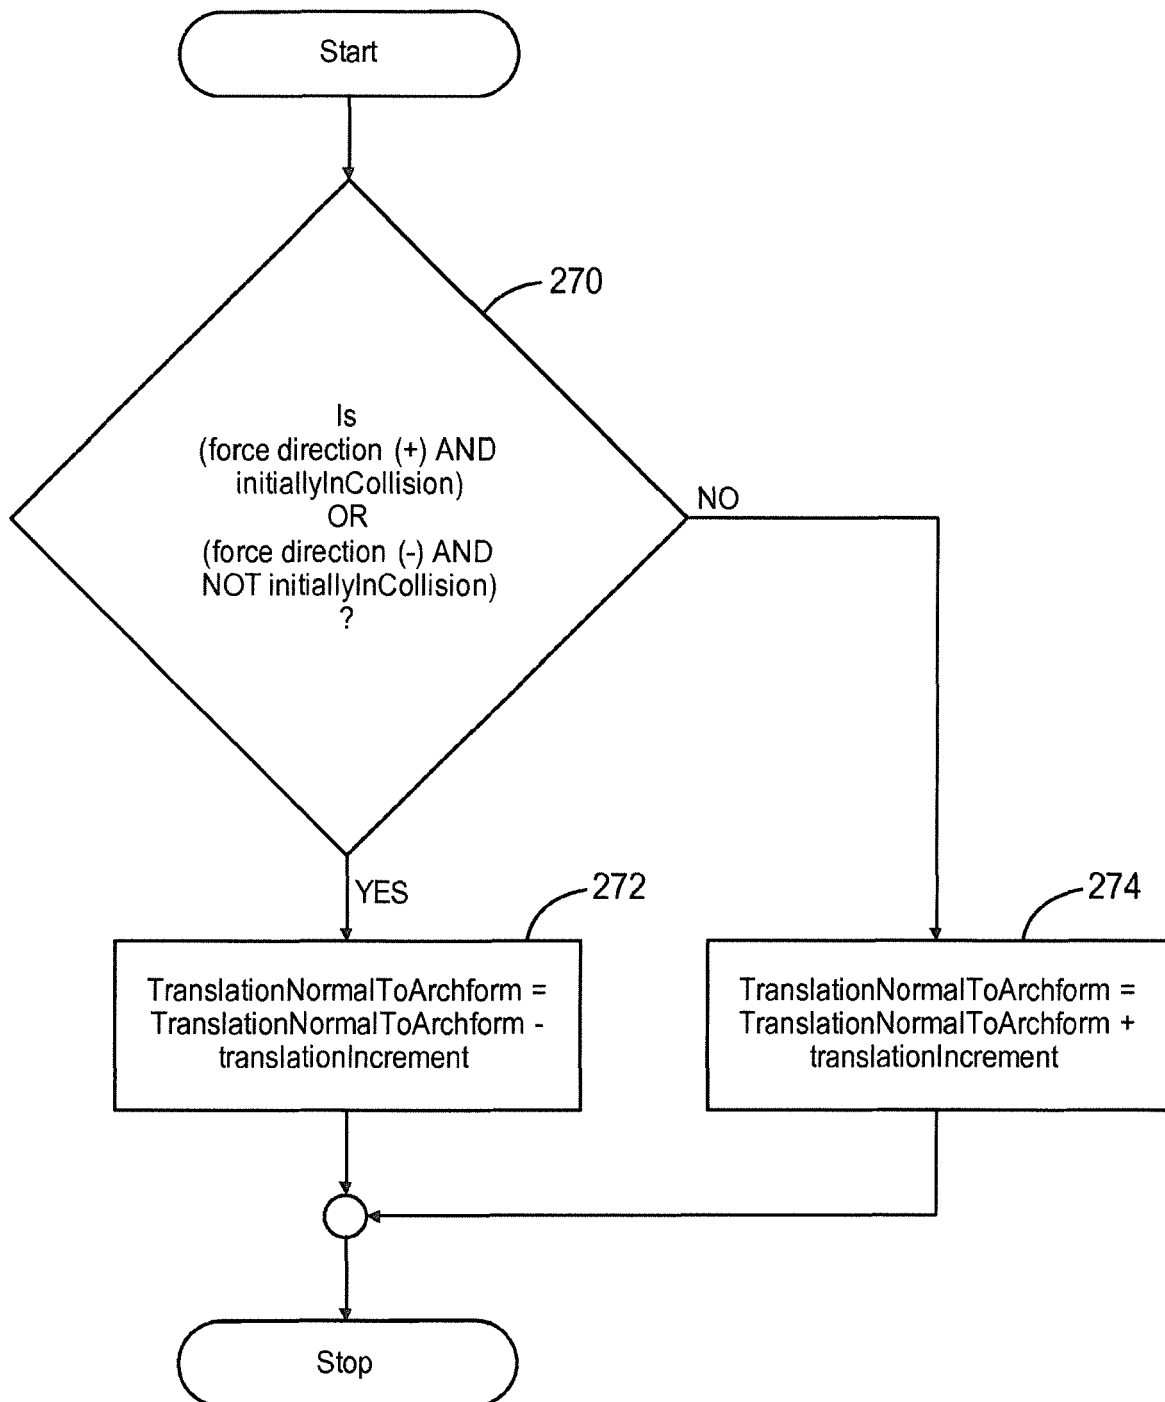 Start
270
Is
(force direction (+) AND
initiallyInCollision)
OR
(force direction (-) AND
NOT initiallyInCollision)
?
NO
YES
272
274
TranslationNormalToArchform =
TranslationNormalToArchform -
translationIncrement
TranslationNormalToArchform =
TranslationNormalToArchform +
translationIncrement
Stop